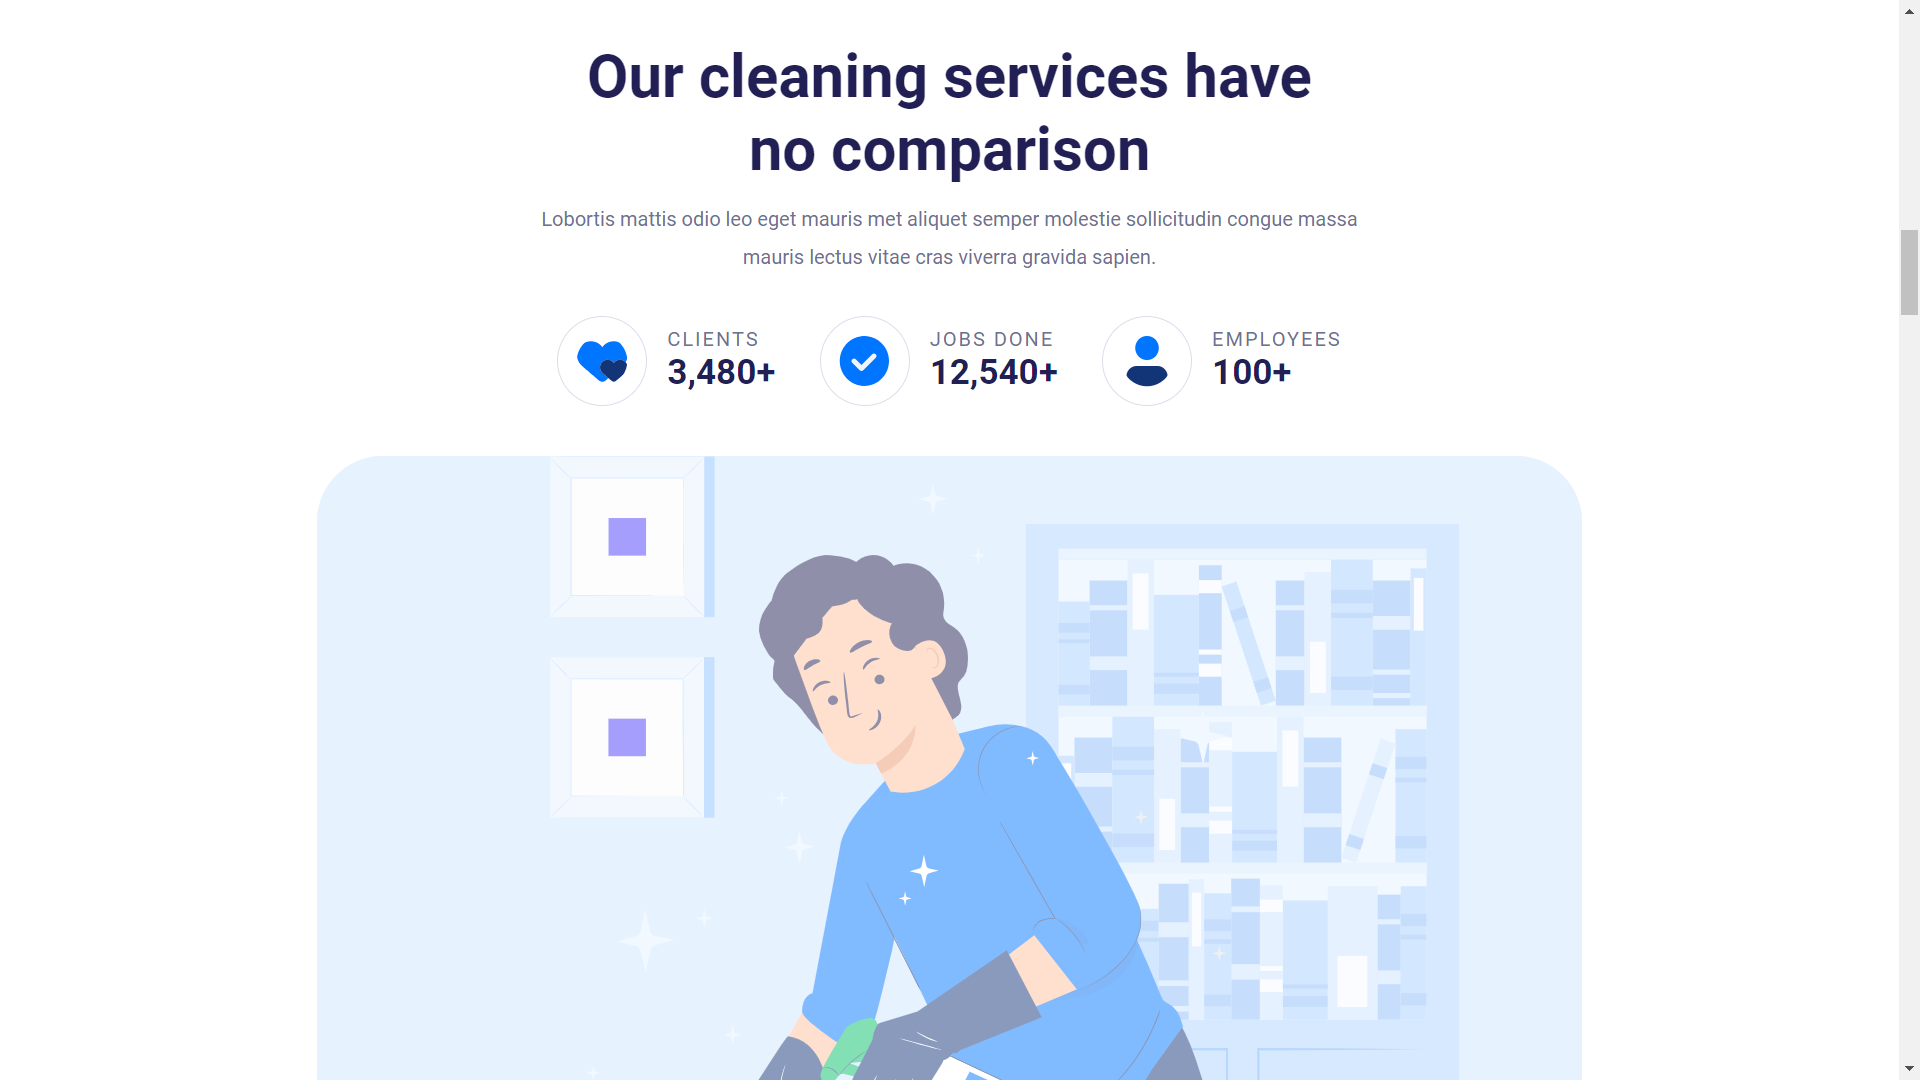 Our cleaning services have
no comparison
Lobortis mattis odio leo eget mauris met aliquet semper molestie sollicitudin congue massa
mauris lectus vitae cras viverra gravida sapien.
CLIENTS
3,480+
JOBS DONE
12,540+
EMPLOYEES
100+